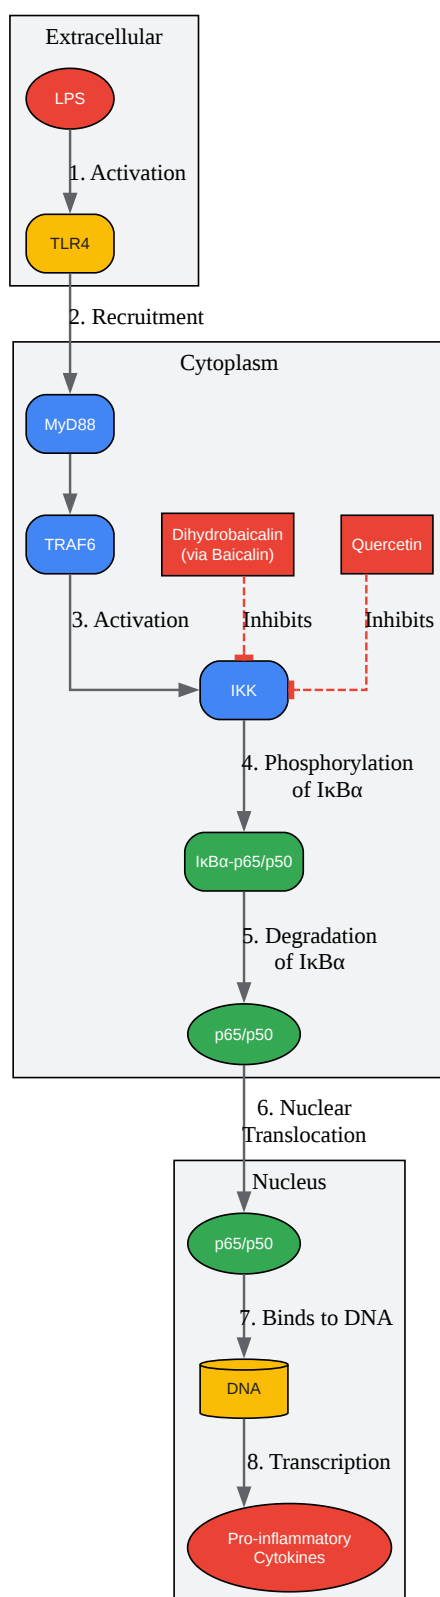 Extracellular
LPS
1. Activation
TLR4
2. Recruitment
Cytoplasm
MyD88
TRAF6
Dihydrobaicalin
(via Baicalin)
Quercetin
3. Activation
Inhibits
Inhibits
IKK
4. Phosphorylation
of IκBα
IκBα-p65/p50
5. Degradation
of IκBα
p65/p50
6. Nuclear
Translocation
Nucleus
p65/p50
7. Binds to DNA
DNA
8. Transcription
Pro-inflammatory
Cytokines